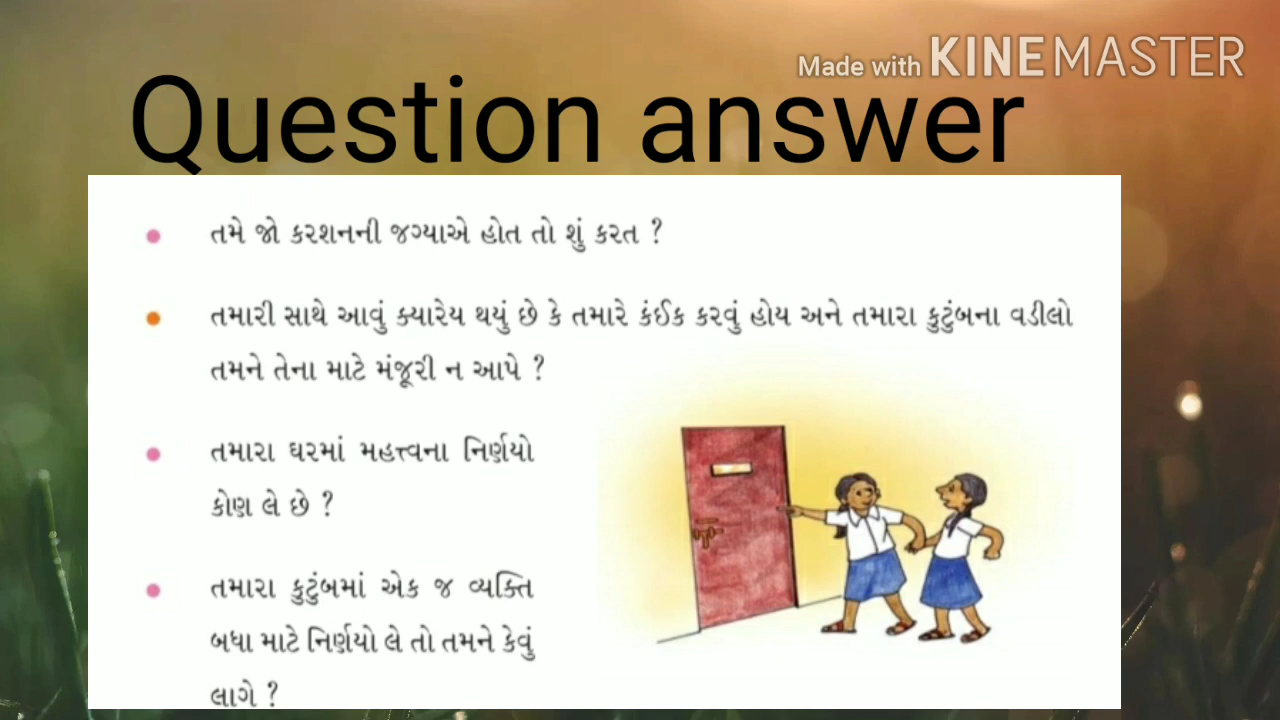 Made with KINEMASTER
Question answer
તમે જો કરશનની જગ્યાએ હોત તો શું કરત ?
તમારી સાથે આવું ક્યારેય થયું છે કે તમારે કંઈક કરવું હોય અને તમારા કુટુંબના વડીલો
તમને તેના માટે મંજૂરી ન આપે ?
તમારા ઘરમાં મહત્ત્વના નિર્ણયો
કોણ લે છે ?
તમારા કુટુંબમાં એક જ વ્યક્તિ
બધા માટે નિર્ણયો લે તો તમને કેવું
લાગે ?